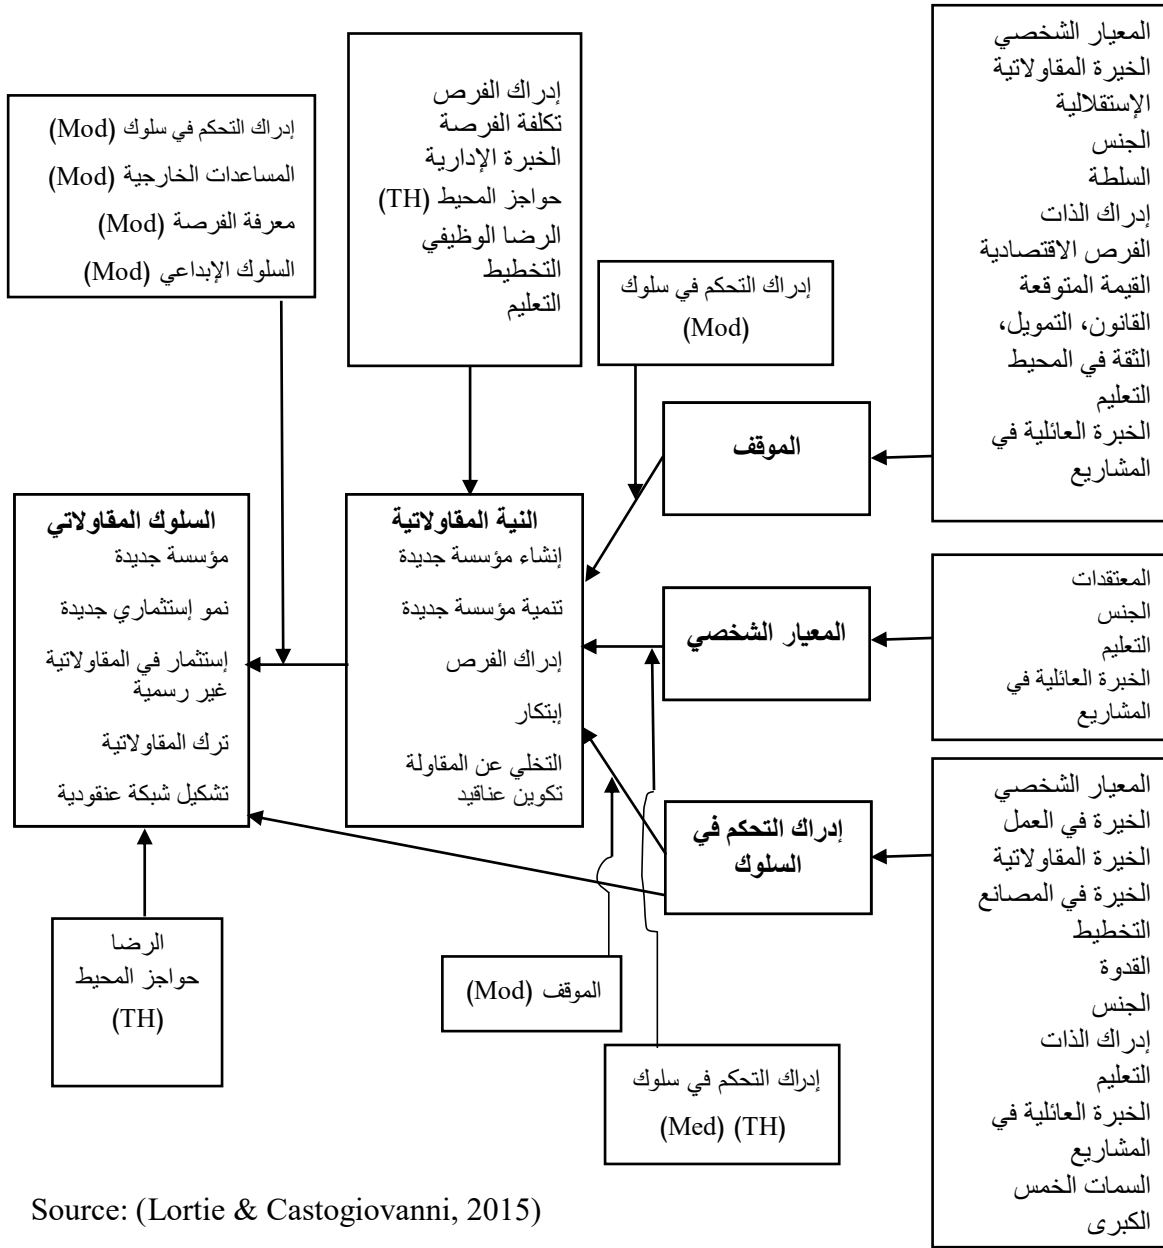 المعيار الشخصي
الخيرة المقاولاتية
الإستقلالية
الجنس
السلطة
إدراك الذات
الفرص الاقتصادية
القيمة المتوقعة
القانون، التمويل،
الثقة في المحيط
التعليم
الخبرة العائلية في
المشاريع
إدراك الفرص
تكلفة الفرصة
الخبرة الإدارية
حواجز المحيط (TH)
الرضا الوظيفي
التخطيط
التعليم
إدراك التحكم في سلوك (Mod)
المساعدات الخارجية (Mod)
معرفة الفرصة (Mod)
السلوك الإبداعي (Mod)
إدراك التحكم في سلوك
(Mod)
الموقف
النية المقاولاتية
إنشاء مؤسسة جديدة
تنمية مؤسسة جديدة
إدراك الفرص
إبتكار
التخلي عن المقاولة
تكوين عناقيد
السلوك المقاولاتي
مؤسسة جديدة
نمو إستثماري جديدة
إستثمار في المقاولاتية
غير رسمية
ترك المقاولاتية
تشكيل شبكة عنقودية
المعتقدات
الجنس
التعليم
الخبرة العائلية في
المشاريع
المعيار الشخصي
المعيار الشخصي
الخيرة في العمل
الخيرة المقاولاتية
الخيرة في المصانع
التخطيط
القدوة
الجنس
إدراك الذات
التعليم
الخبرة العائلية في
المشاريع
السمات الخمس
الكبرى
إدراك التحكم في
السلوك
الرضا
حواجز المحيط
(TH)
الموقف (Mod)
إدراك التحكم في سلوك
(Med) (TH)
Source: (Lortie & Castogiovanni, 2015)